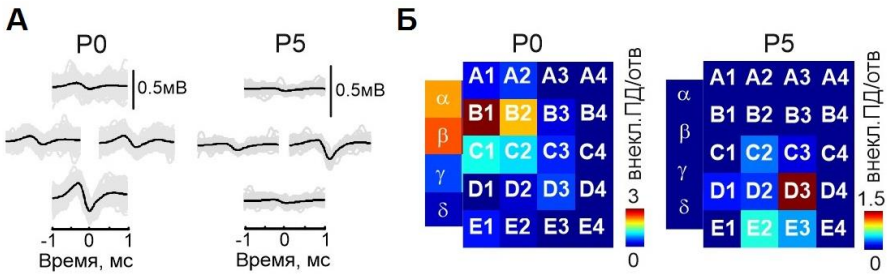 А
P0
P5
0.5мВ
0.5мВ
-1 0 1
Время, мс
-1 0 1
Время, мс
Б
P0
α
β
γ
δ
A1 A2 A3 A4
B1 B2 B3 B4
C1 C2 C3 C4
D1 D2 D3 D4
E1 E2 E3 E4
внекл.ПД/отв
3
0
P5
α
β
γ
δ
A1 A2 A3 A4
B1 B2 B3 B4
C1 C2 C3 C4
D1 D2 D3 D4
E1 E2 E3 E4
внекл.ПД/отв
1.5
0